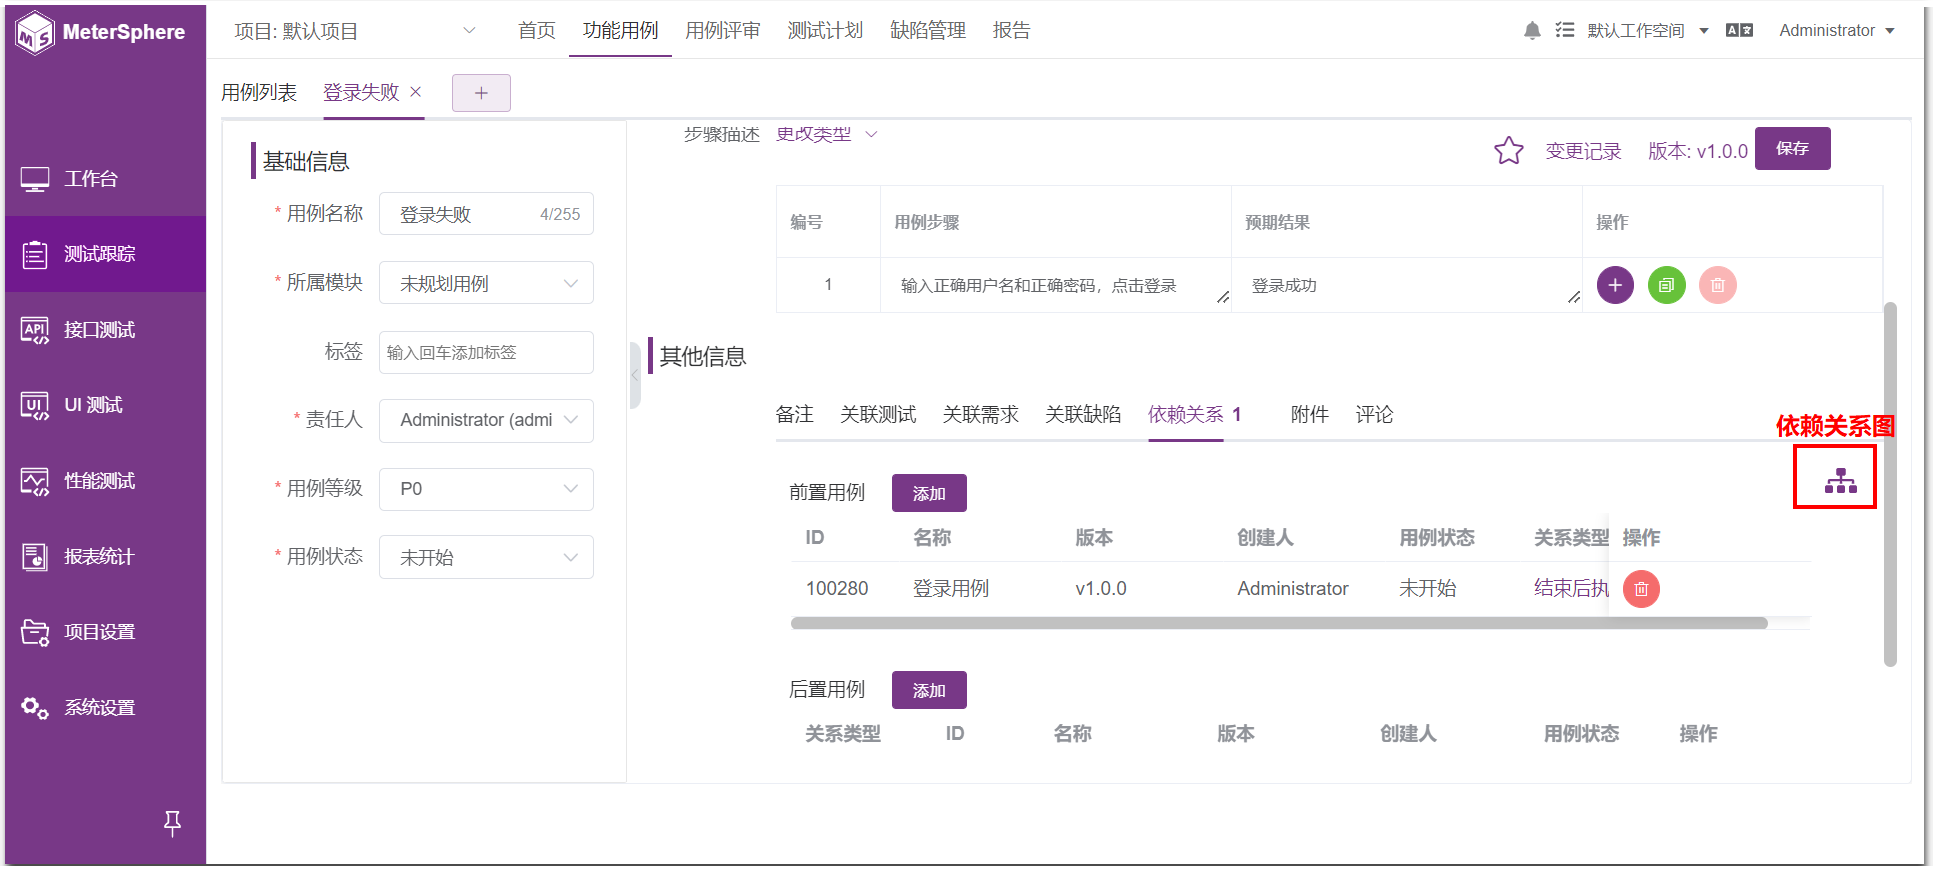 MeterSphere
项目: 默认项目
首页
功能用例
用例评审
测试计划
缺陷管理
报告
默认工作空间
Administrator
用例列表
登录失败
工作台
测试跟踪
接口测试
UI 测试
性能测试
报表统计
项目设置
系统设置
基础信息
* 用例名称 登录失败 4/255
* 所属模块 未规划用例
标签 输入回车添加标签
* 责任人 Administrator (admi
* 用例等级 P0
* 用例状态 未开始
步骤描述 更改类型
变更记录 版本: v1.0.0 保存
编号 用例步骤 预期结果 操作
1 输入正确用户名和正确密码，点击登录 登录成功
其他信息
备注 关联测试 关联需求 关联缺陷 依赖关系 1 附件 评论
依赖关系图
前置用例 添加
ID 名称 版本 创建人 用例状态 关系类型 操作
100280 登录用例 v1.0.0 Administrator 未开始 结束后执
后置用例 添加
关系类型 ID 名称 版本 创建人 用例状态 操作